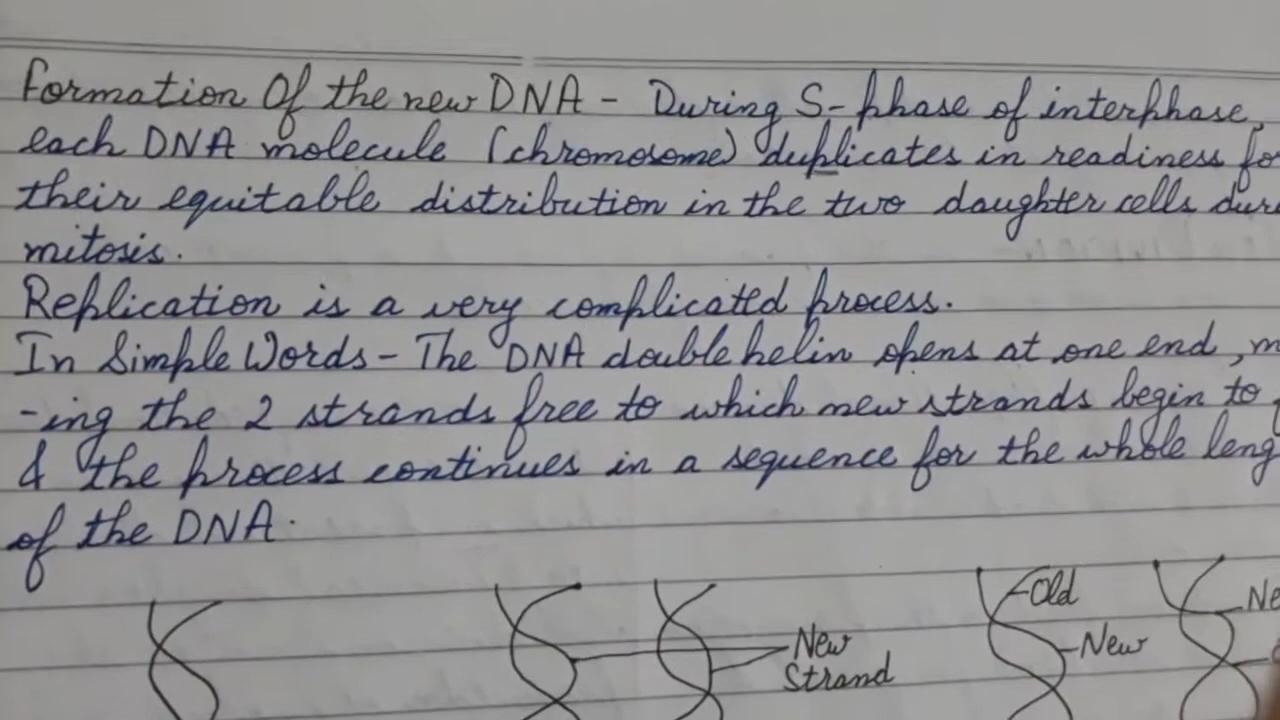 Formation Of the new DNA - During S-phase of interphase,
each DNA molecule (chromosome) duplicates in readiness fo
their equitable distribution in the two daughter cells dur
mitosis.
Replication is a very complicated process.
In Simple Words - The DNA double helin opens at one end, m
-ing the 2 strands free to which new strands begin to
& the process continues in a sequence for the whole leng
of the DNA.
Old
New
Strand
New
Ne